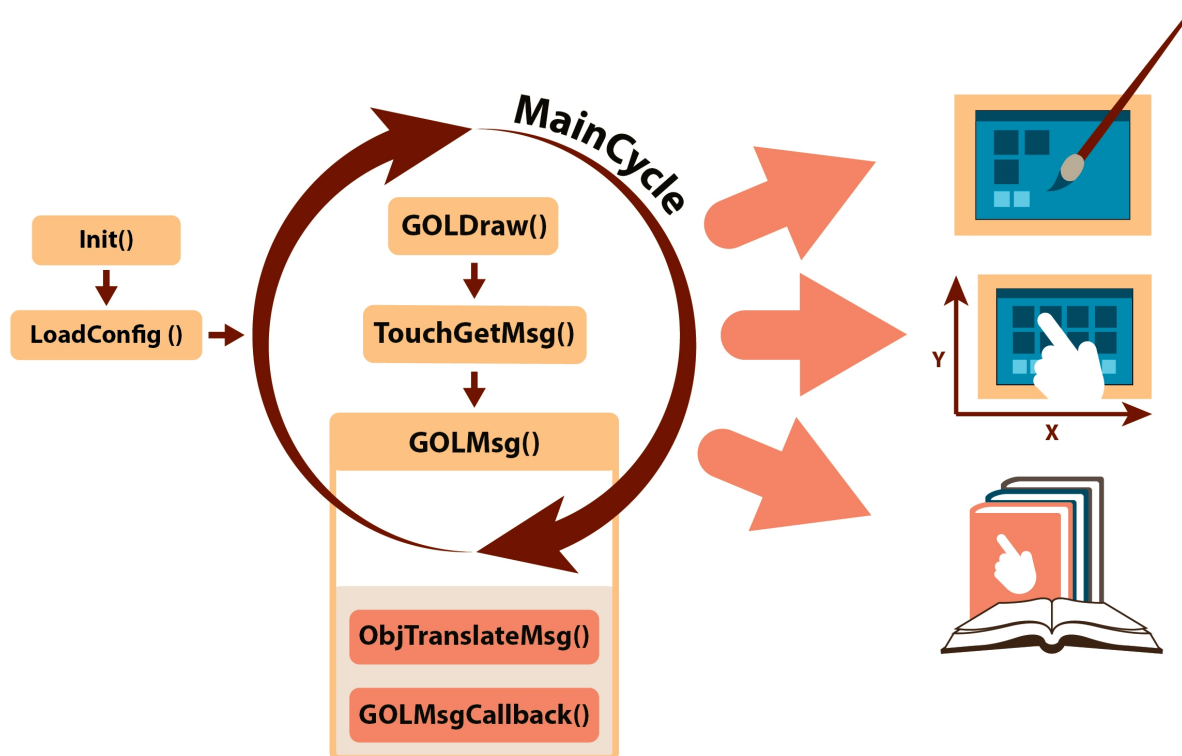 MainCycle
Init()
LoadConfig ()
GOLDraw()
TouchGetMsg()
GOLMsg()
ObjTranslateMsg()
GOLMsgCallback()
Y
X